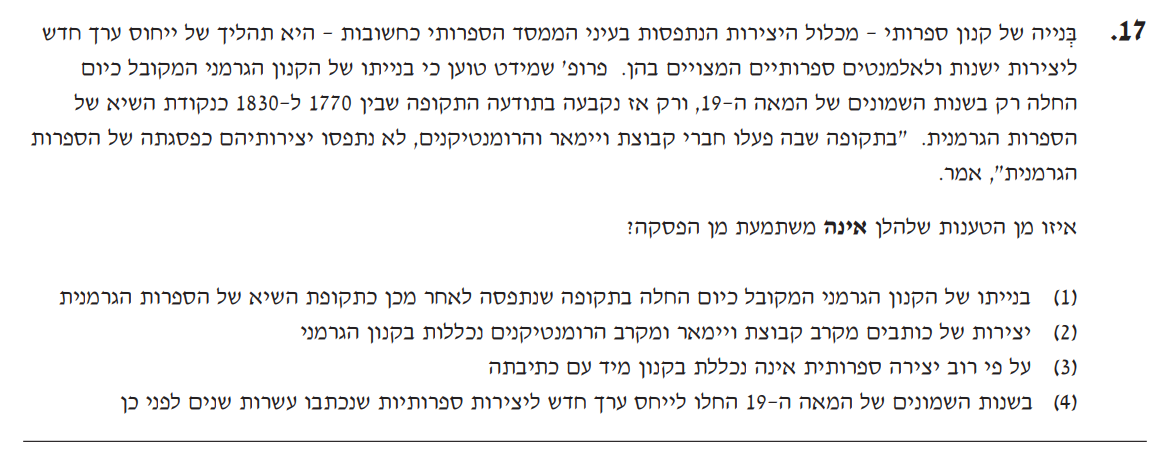 17. בְּנייה של קנון ספרותי – מכלול היצירות הנתפסות בעיני הממסד הספרותי כחשובות – היא תהליך של ייחוס ערך חדש
ליצירות ישנות ולאלמנטים ספרותיים המצויים בהן. פרופ' שמידט טוען כי בנייתו של הקנון הגרמני המקובל כיום
החלה רק בשנות השמונים של המאה ה-19, ורק אז נקבעה בתודעה התקופה שבין 1770 ל-1830 כנקודת השיא של
הספרות הגרמנית. "בתקופה שבה פעלו חברי קבוצת ויימאר והרומנטיקנים, לא נתפסו יצירותיהם כפסגתה של הספרות
הגרמנית", אמר.
איזו מן הטענות שלהלן אינה משתמעת מן הפסקה?
(1) בנייתו של הקנון הגרמני המקובל כיום החלה בתקופה שנתפסה לאחר מכן כתקופת השיא של הספרות הגרמנית
(2) יצירות של כותבים מקרב קבוצת ויימאר ומקרב הרומנטיקנים נכללות בקנון הגרמני
(3) על פי רוב יצירה ספרותית אינה נכללת בקנון מיד עם כתיבתה
(4) בשנות השמונים של המאה ה-19 החלו לייחס ערך חדש ליצירות ספרותיות שנכתבו עשרות שנים לפני כן